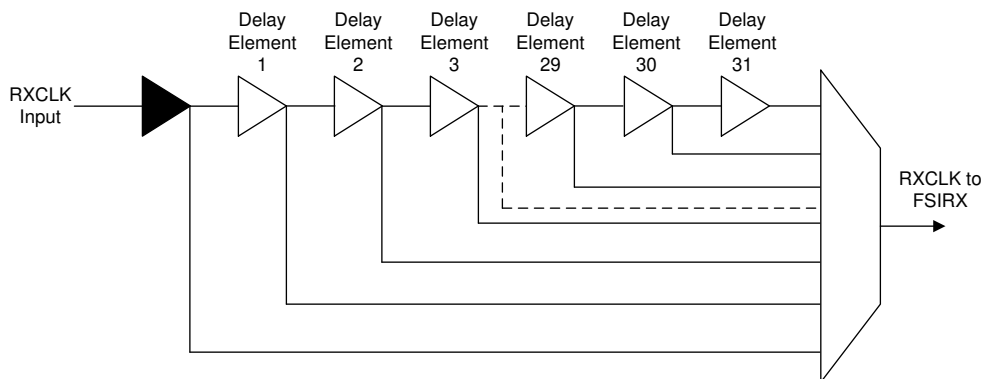 Delay
Element
1
Delay
Element
2
Delay
Element
3
Delay
Element
29
Delay
Element
30
Delay
Element
31
RXCLK
Input
RXCLK to
FSIRX